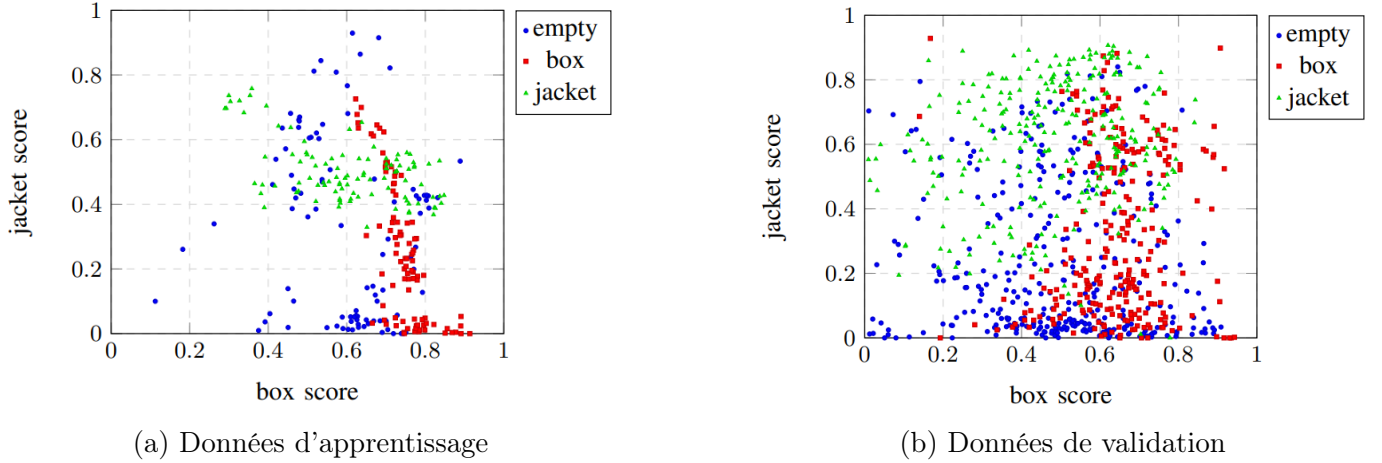 1
0.8
0.6
0.4
0.2
0
0 0.2 0.4 0.6 0.8 1
jacket score
box score
empty
box
jacket
(a) Données d'apprentissage
1
0.8
0.6
0.4
0.2
0
0 0.2 0.4 0.6 0.8 1
jacket score
box score
empty
box
jacket
(b) Données de validation